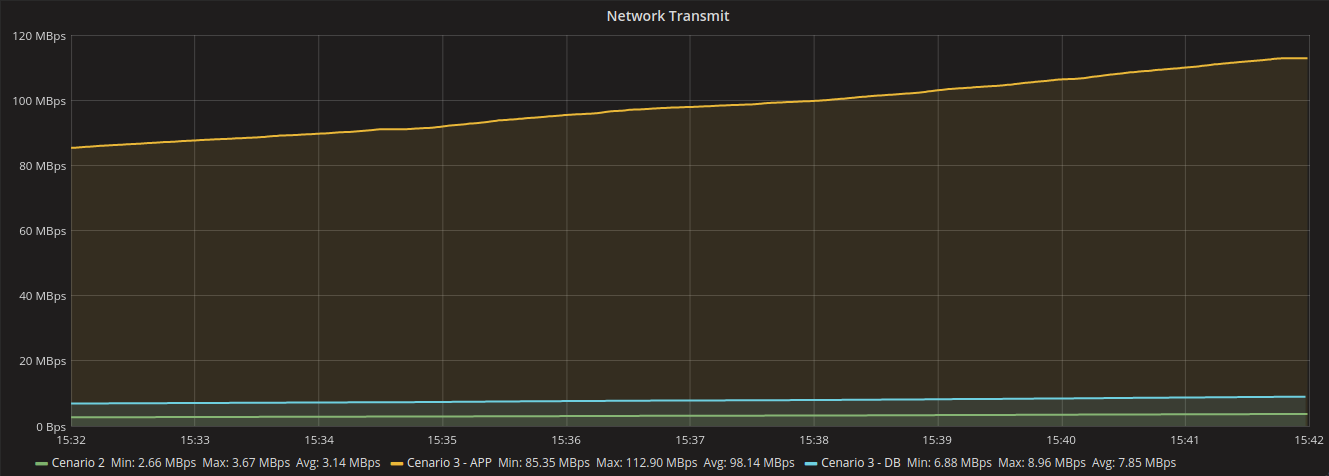 Network Transmit
120 MBps
100 MBps
80 MBps
60 MBps
40 MBps
20 MBps
0 Bps
15:32 15:33 15:34 15:35 15:36 15:37 15:38 15:39 15:40 15:41 15:42
Cenario 2 Min: 2.66 MBps Max: 3.67 MBps Avg: 3.14 MBps Cenario 3 - APP Min: 85.35 MBps Max: 112.90 MBps Avg: 98.14 MBps Cenario 3 - DB Min: 6.88 MBps Max: 8.96 MBps Avg: 7.85 MBps